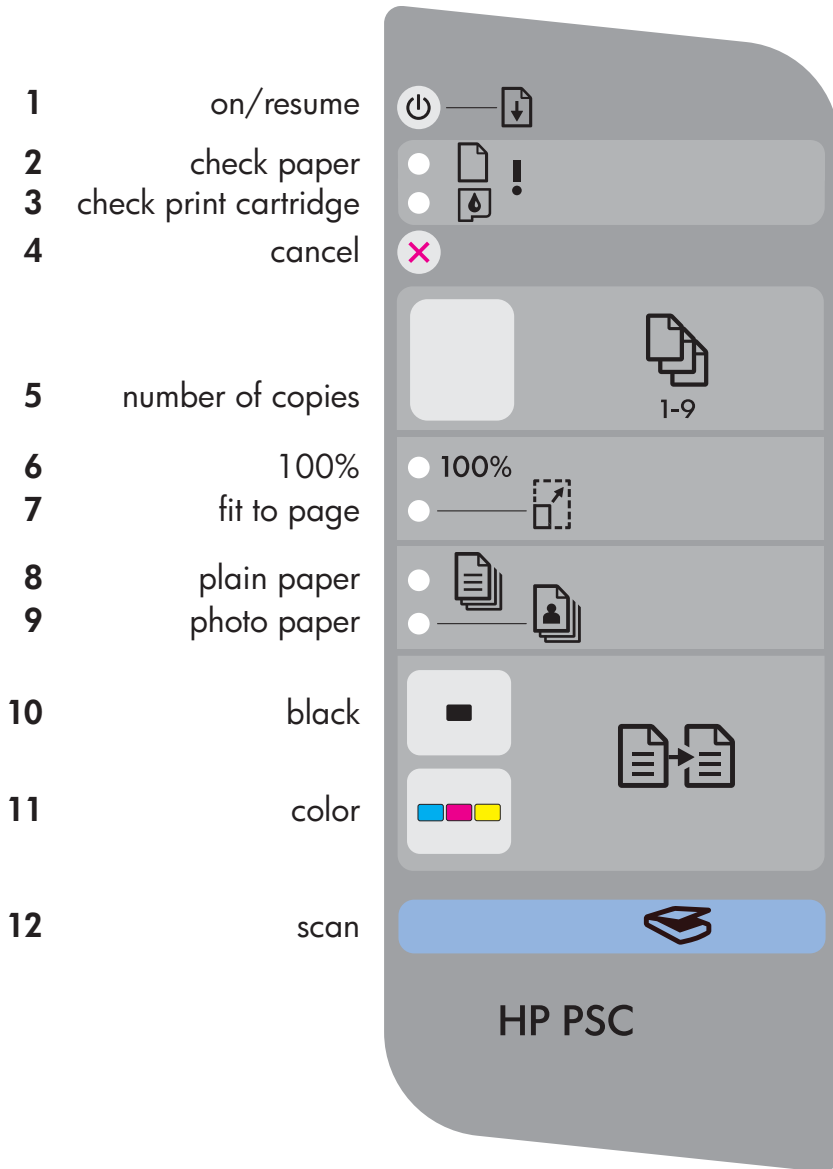 1 on/resume
2 check paper
3 check print cartridge
4 cancel
5 number of copies
1-9
6 100% 100%
7 fit to page
8 plain paper
9 photo paper
10 black
11 color
12 scan
HP PSC